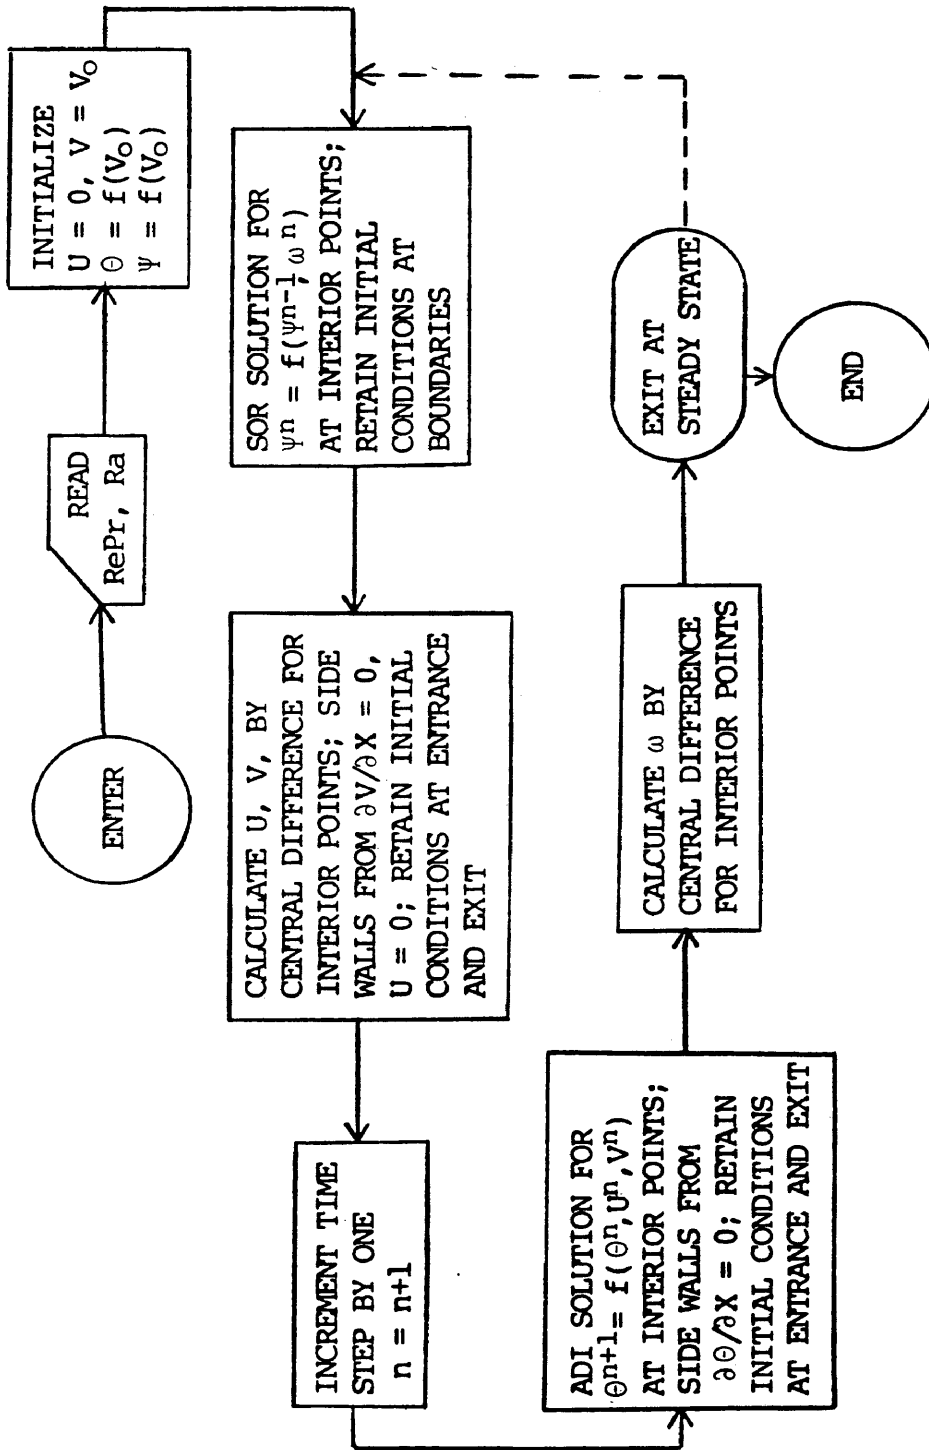 ENTER
READ
RePr, Ra
INITIALIZE
U = 0, V = V₀
Θ = f(V₀)
Ψ = f(V₀)
SOR SOLUTION FOR
Ψⁿ = f(Ψⁿ⁻¹, ωⁿ)
AT INTERIOR POINTS;
RETAIN INITIAL
CONDITIONS AT
BOUNDARIES
CALCULATE U, V, BY
CENTRAL DIFFERENCE FOR
INTERIOR POINTS; SIDE
WALLS FROM ∂V/∂X = 0,
U = 0; RETAIN INITIAL
CONDITIONS AT ENTRANCE
AND EXIT
INCREMENT TIME
STEP BY ONE
n = n+1
ADI SOLUTION FOR
Θⁿ⁺¹ = f(Θⁿ, Uⁿ, Vⁿ)
AT INTERIOR POINTS;
SIDE WALLS FROM
∂Θ/∂X = 0; RETAIN
INITIAL CONDITIONS
AT ENTRANCE AND EXIT
CALCULATE ω BY
CENTRAL DIFFERENCE
FOR INTERIOR POINTS
EXIT AT
STEADY STATE
END